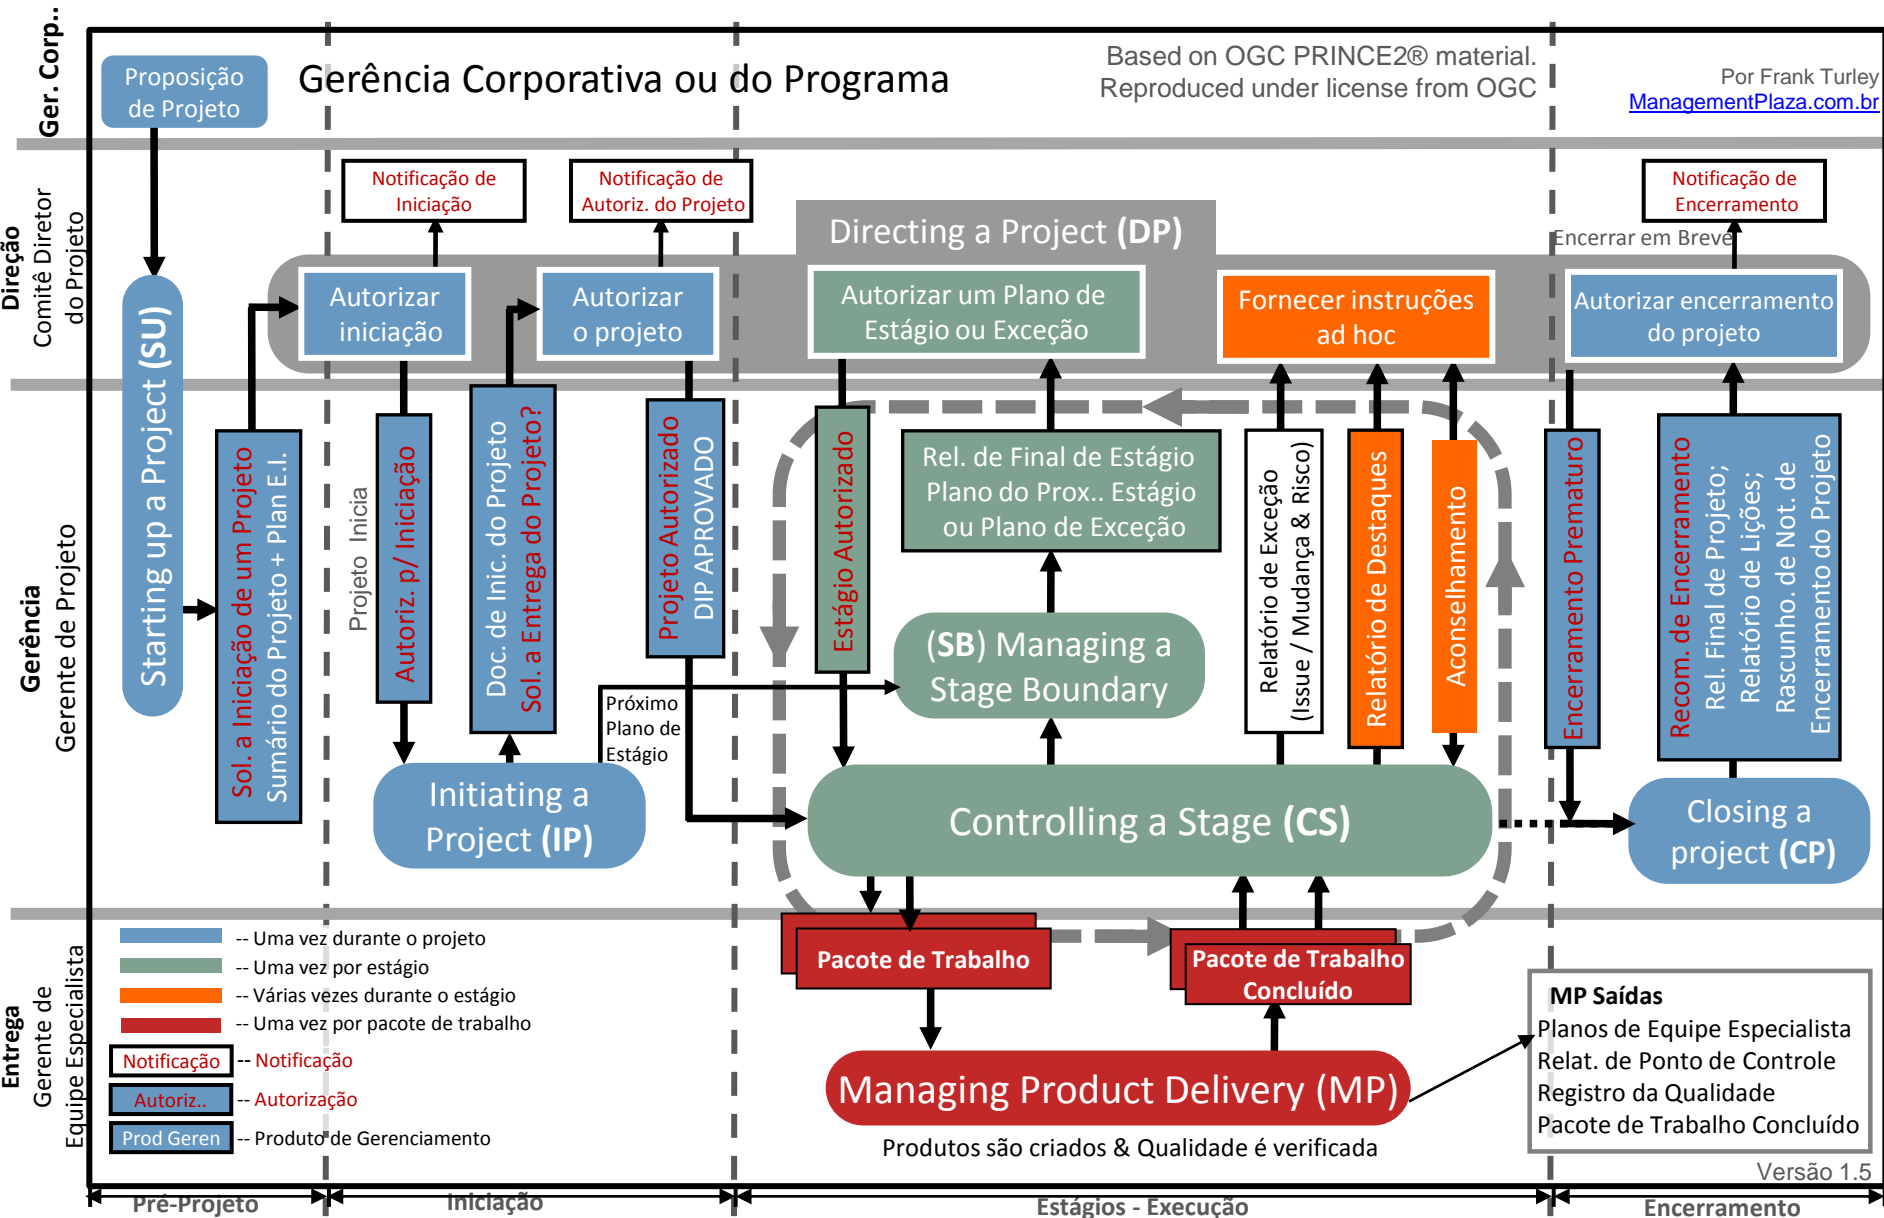 Ger. Corp..
Proposição
de Projeto
Gerência Corporativa ou do Programa
Based on OGC PRINCE2® material.
Reproduced under license from OGC
Por Frank Turley
ManagementPlaza.com.br
Direção
Comitê Diretor
do Projeto
Notificação de
Iniciação
Notificação de
Autoriz. do Projeto
Directing a Project (DP)
Notificação de
Encerramento
Encerrar em Breve
Autorizar
iniciação
Autorizar
o projeto
Autorizar um Plano de
Estágio ou Exceção
Fornecer instruções
ad hoc
Autorizar encerramento
do projeto
Gerência
Gerente de Projeto
Starting up a Project (SU)
Sol. a Iniciação de um Projeto
Sumário do Projeto + Plan E.I.
Projeto Inicia
Autoriz. p/ Iniciação
Doc. de Inic. do Projeto
Sol. a Entrega do Projeto?
Projeto Autorizado
DIP APROVADO
Estágio Autorizado
Rel. de Final de Estágio
Plano do Prox.. Estágio
ou Plano de Exceção
Relatório de Exceção
(Issue / Mudança & Risco)
Relatório de Destaques
Aconselhamento
Encerramento Prematuro
Recom. de Encerramento
Rel. Final de Projeto;
Relatório de Lições;
Rascunho. de Not. de
Encerramento do Projeto
(SB) Managing a
Stage Boundary
Próximo
Plano de
Estágio
Initiating a
Project (IP)
Controlling a Stage (CS)
Closing a
project (CP)
Entrega
Gerente de
Equipe Especialista
-- Uma vez durante o projeto
-- Uma vez por estágio
-- Várias vezes durante o estágio
-- Uma vez por pacote de trabalho
Notificação -- Notificação
Autoriz.. -- Autorização
Prod Geren -- Produto de Gerenciamento
Pacote de Trabalho
Pacote de Trabalho
Concluído
Managing Product Delivery (MP)
Produtos são criados & Qualidade é verificada
MP Saídas
Planos de Equipe Especialista
Relat. de Ponto de Controle
Registro da Qualidade
Pacote de Trabalho Concluído
Versão 1.5
Pré-Projeto
Iniciação
Estágios - Execução
Encerramento